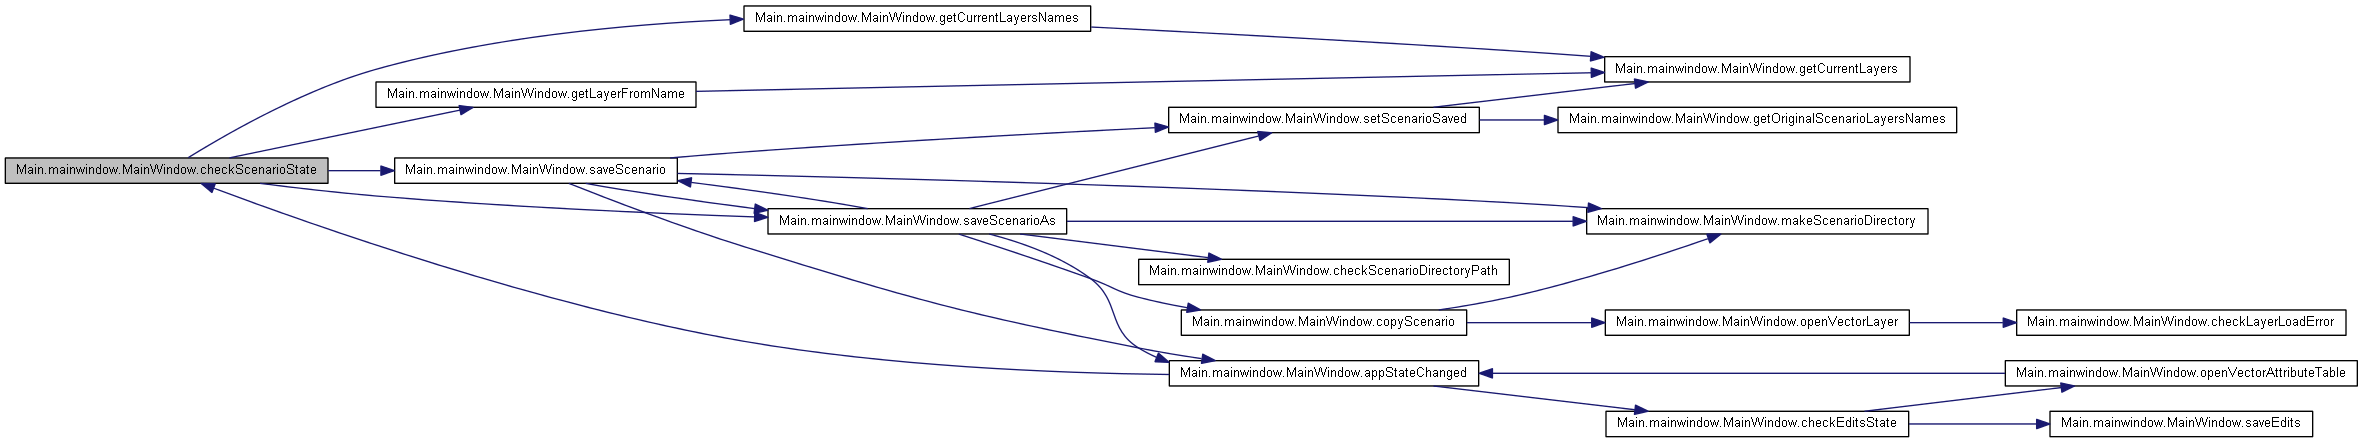 Main.mainwindow.MainWindow.getCurrentLayersNames
Main.mainwindow.MainWindow.getCurrentLayers
Main.mainwindow.MainWindow.getLayerFromName
Main.mainwindow.MainWindow.setScenarioSaved
Main.mainwindow.MainWindow.getOriginalScenarioLayersNames
Main.mainwindow.MainWindow.checkScenarioState
Main.mainwindow.MainWindow.saveScenario
Main.mainwindow.MainWindow.saveScenarioAs
Main.mainwindow.MainWindow.makeScenarioDirectory
Main.mainwindow.MainWindow.checkScenarioDirectoryPath
Main.mainwindow.MainWindow.copyScenario
Main.mainwindow.MainWindow.openVectorLayer
Main.mainwindow.MainWindow.checkLayerLoadError
Main.mainwindow.MainWindow.appStateChanged
Main.mainwindow.MainWindow.openVectorAttributeTable
Main.mainwindow.MainWindow.checkEditsState
Main.mainwindow.MainWindow.saveEdits